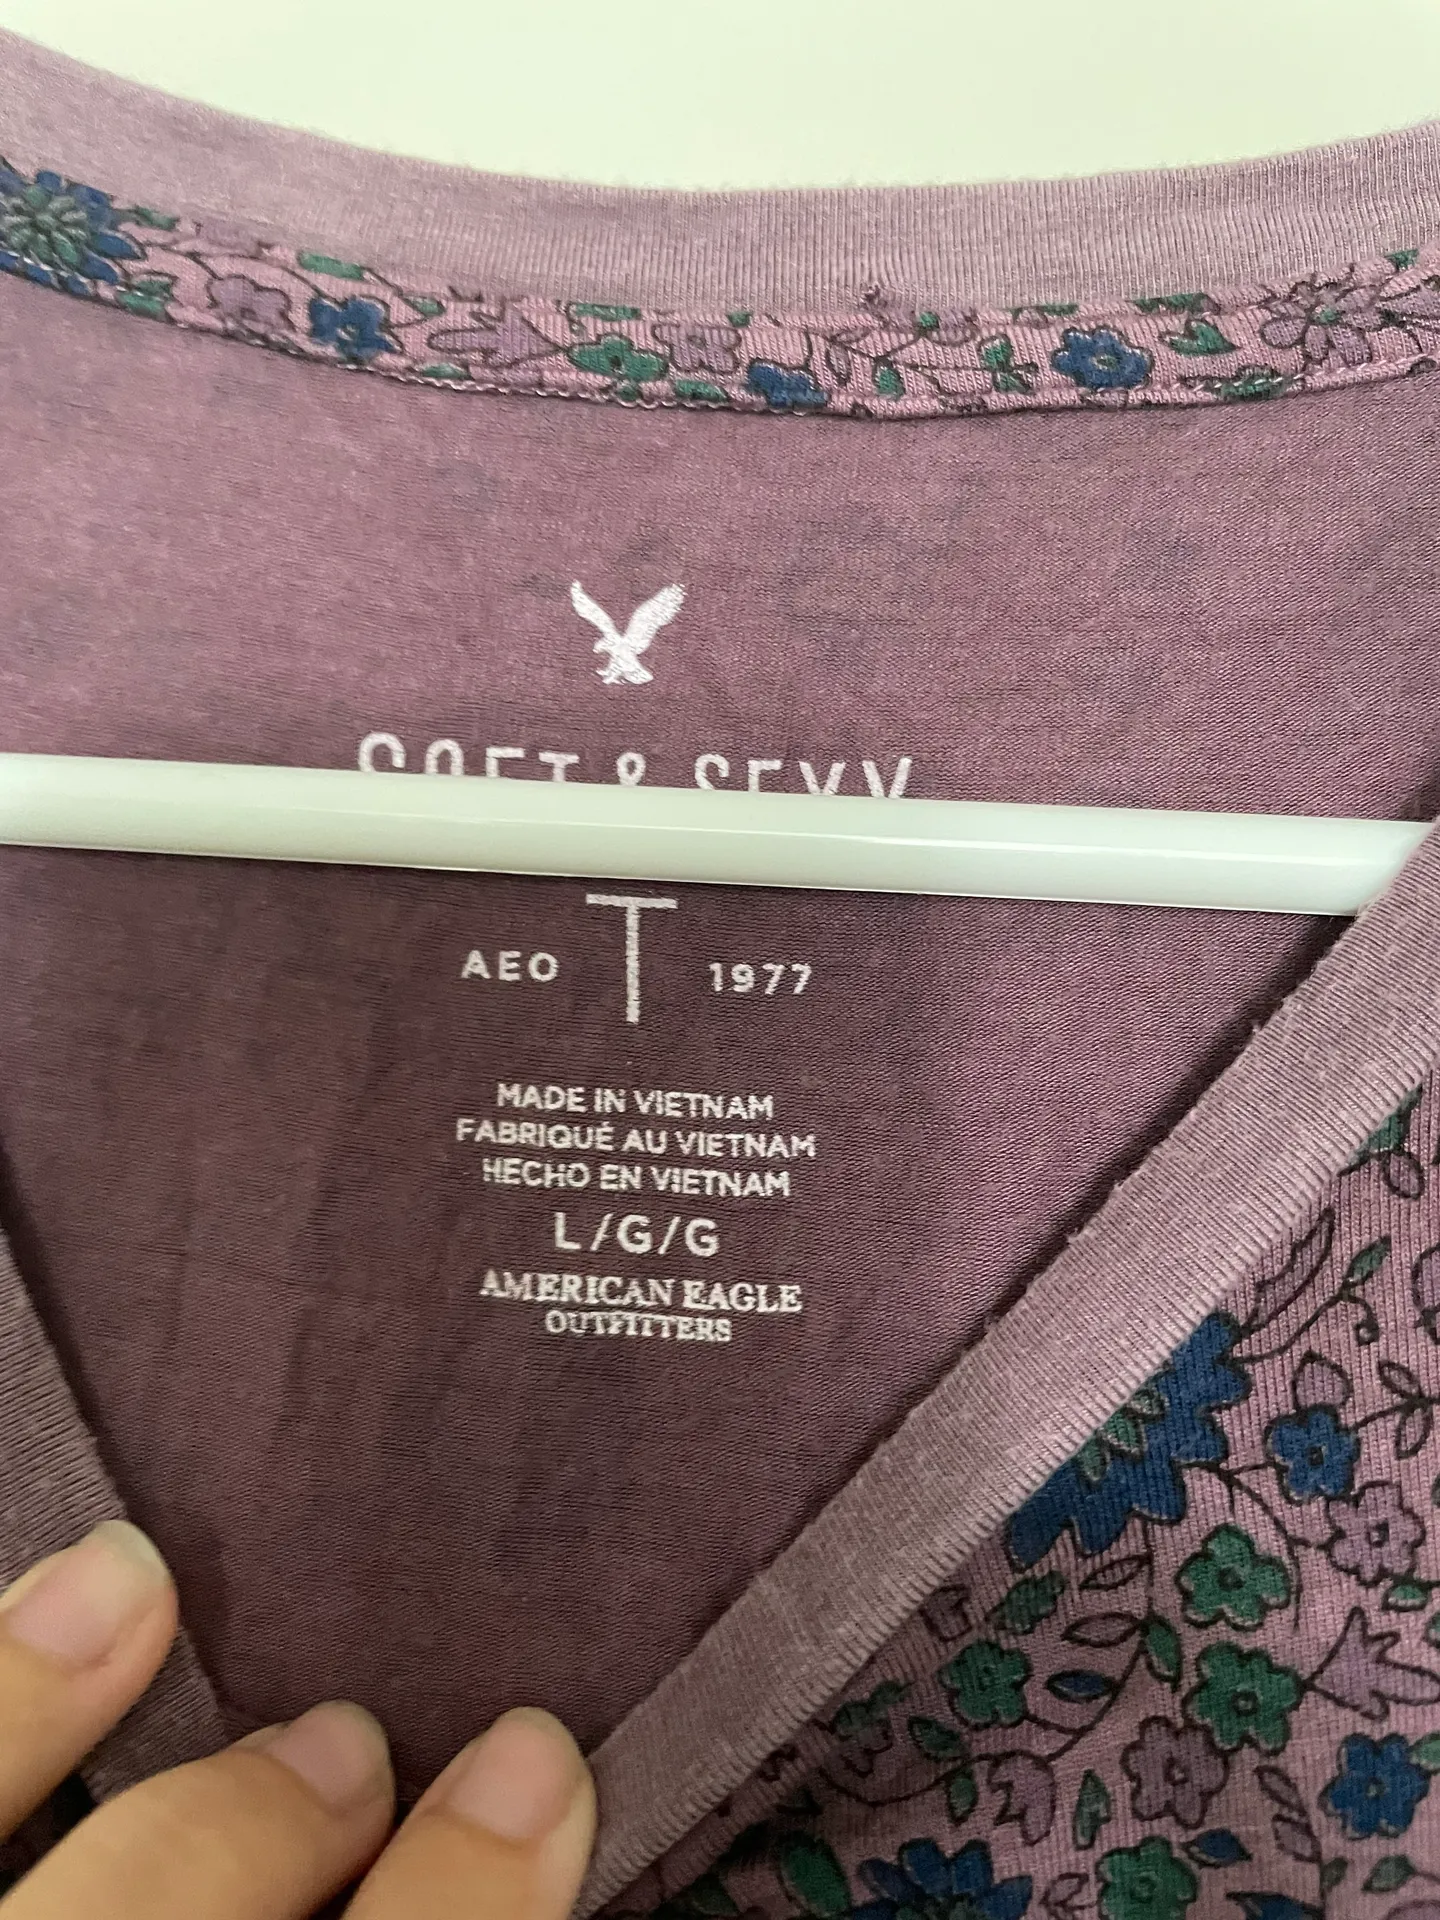 SOFT & SEXY
AEO T 1977
MADE IN VIETNAM
FABRIQUÉ AU VIETNAM
HECHO EN VIETNAM
L/G/G
AMERICAN EAGLE
OUTFITTERS